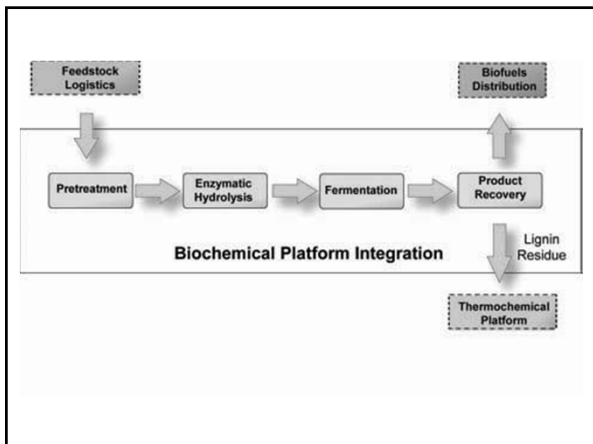 Feedstock
Logistics
Biofuels
Distribution
Pretreatment
Enzymatic
Hydrolysis
Fermentation
Product
Recovery
Biochemical Platform Integration
Lignin
Residue
Thermochemical
Platform